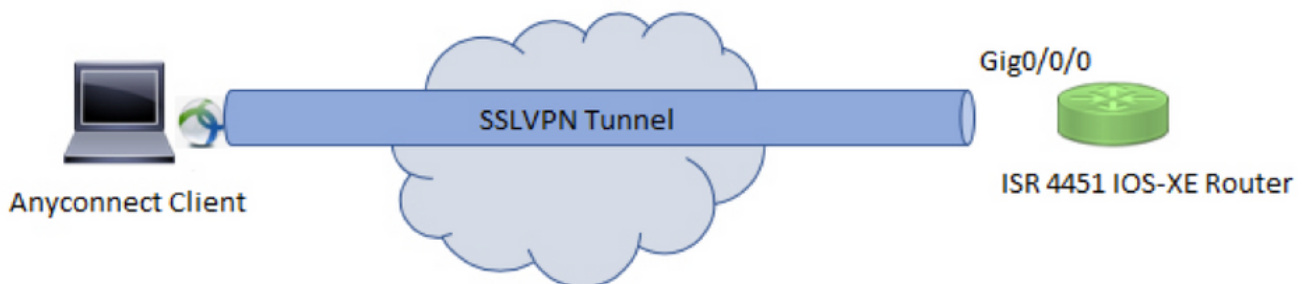 Gig0/0/0
SSLVPN Tunnel
Anyconnect Client
ISR 4451 IOS-XE Router